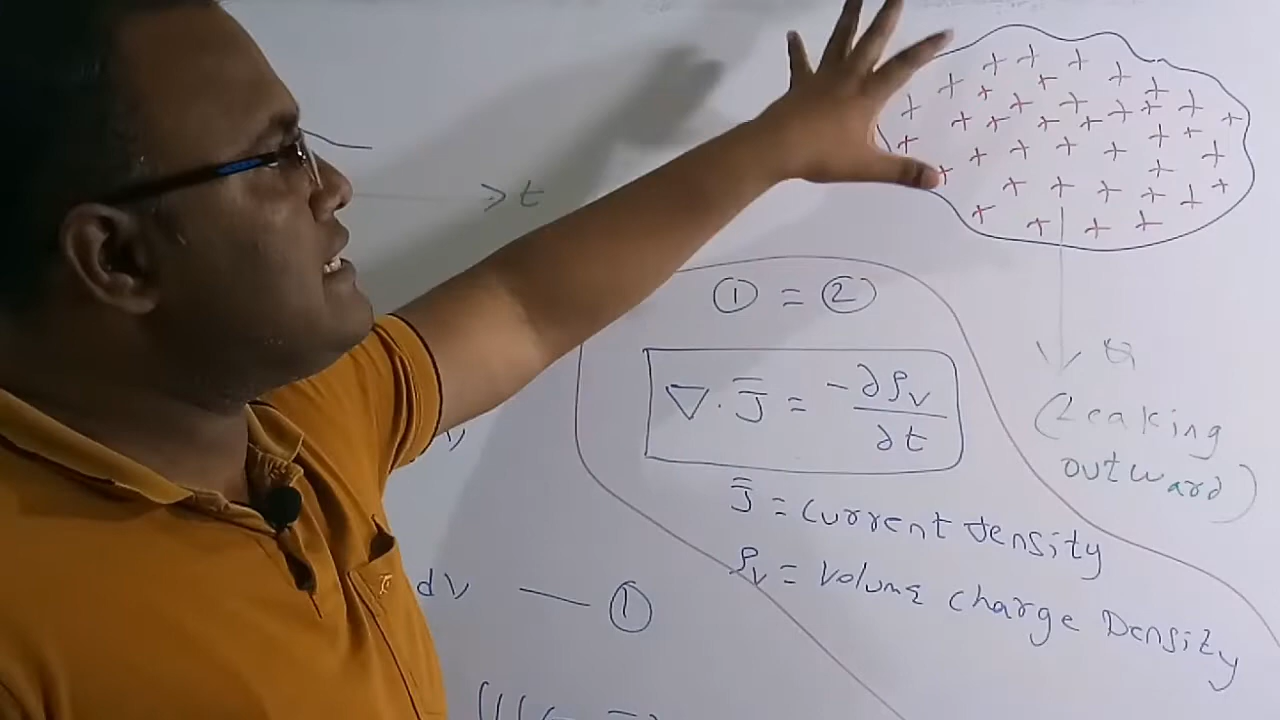 + + + + + + + + + + + + + + + + + + + + + + + + + + + + + + + + + + + + + + + +
> t
① = ②
∇ . J̄ = -∂ρv / ∂t
Q
(Leaking
outward)
J̄ = Current density
ρv = Volume charge Density
dv — ①